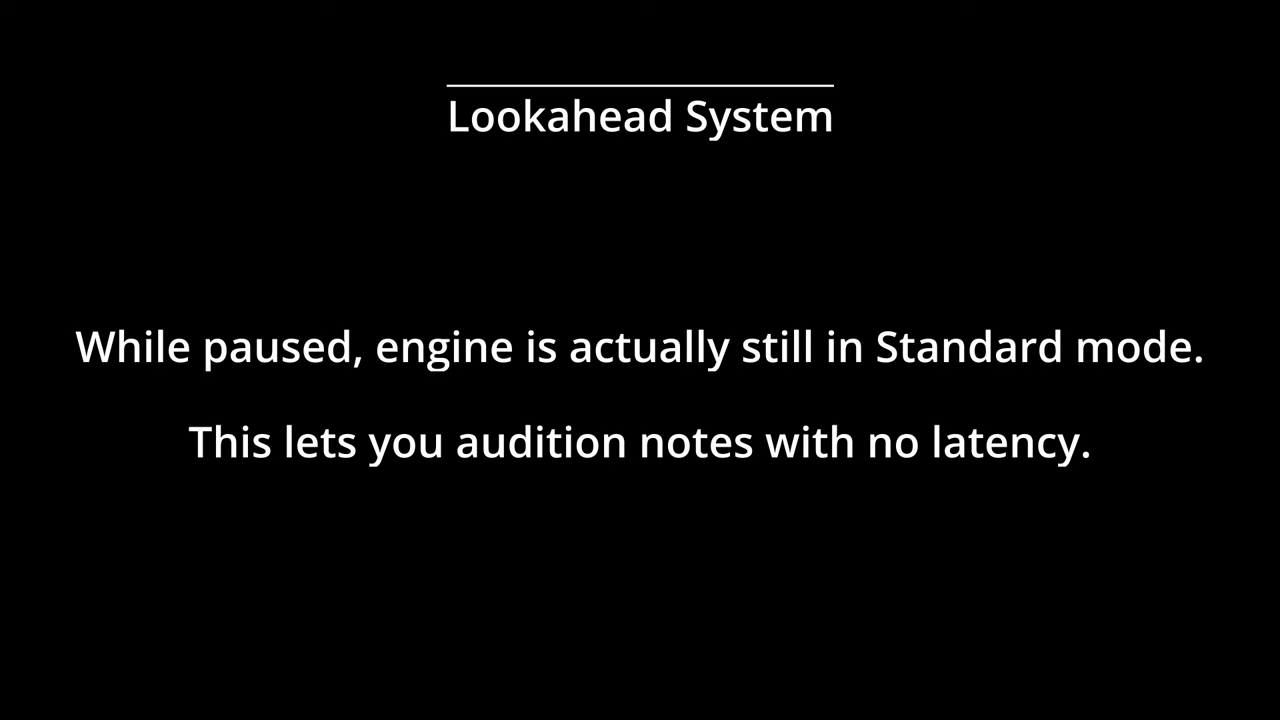 Lookahead System
While paused, engine is actually still in Standard mode.
This lets you audition notes with no latency.